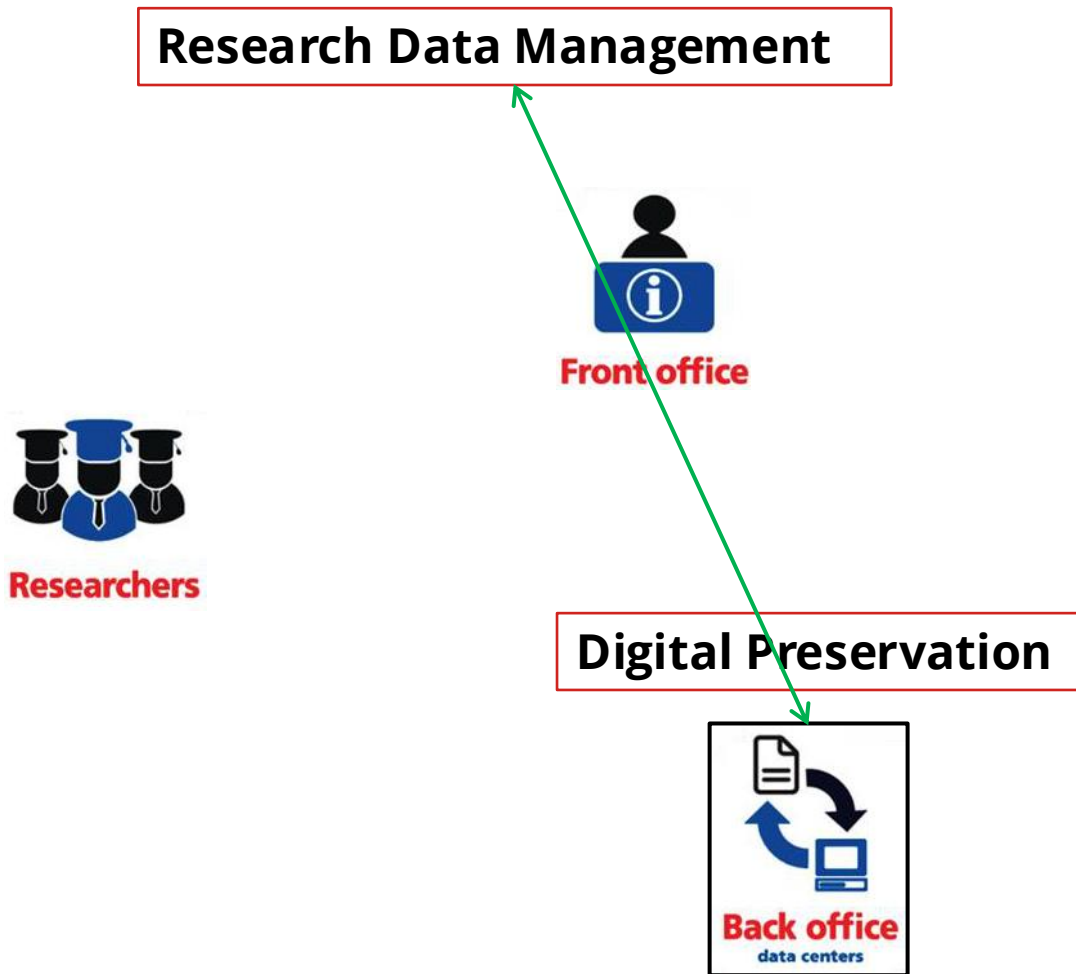 Research Data Management
Front office
Researchers
Digital Preservation
Back office
data centers